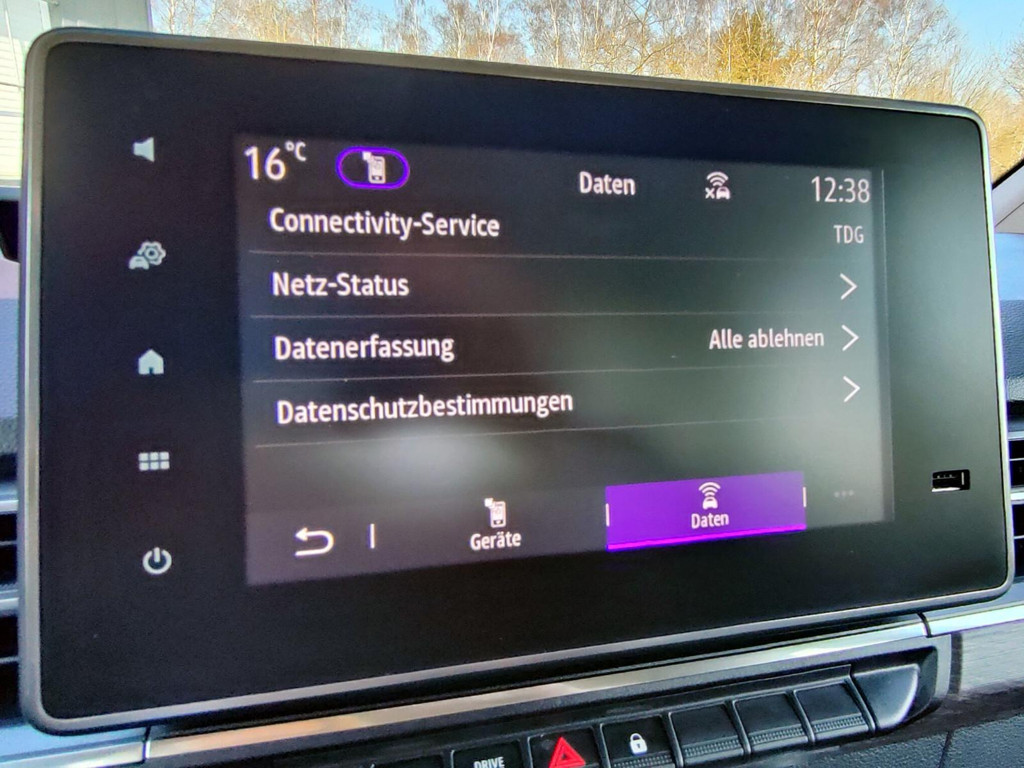 16°C Daten 12:38
Connectivity-Service TDG
Netz-Status
Datenerfassung Alle ablehnen
Datenschutzbestimmungen
Geräte Daten
DRIVE